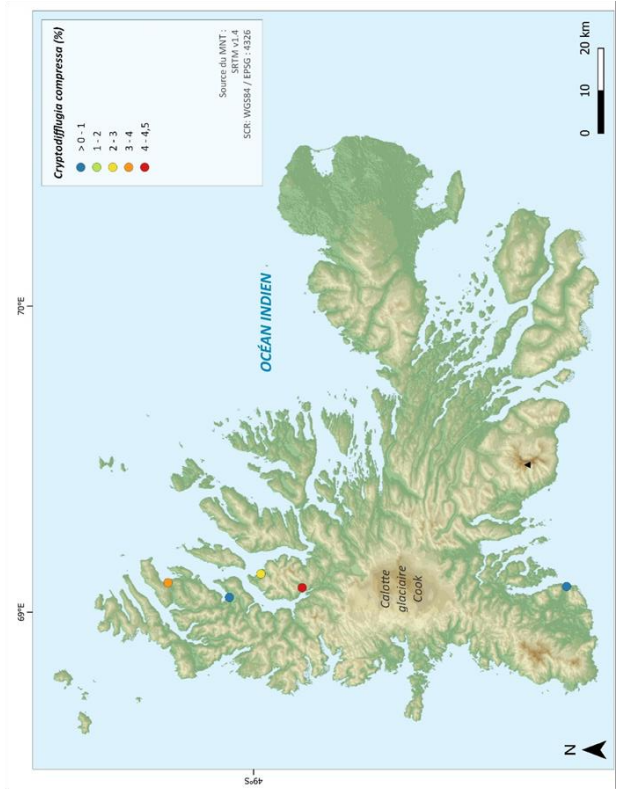 Cryptodifflugia compressa (%)
> 0 - 1
1 - 2
2 - 3
3 - 4
4 - 4,5
Source du MNT :
SRTM v1.4
SCR: WGS84 / EPSG : 4326
OCÉAN INDIEN
Calotte
glaciaire
Cook
69°E
70°E
49°S
N
0 10 20 km